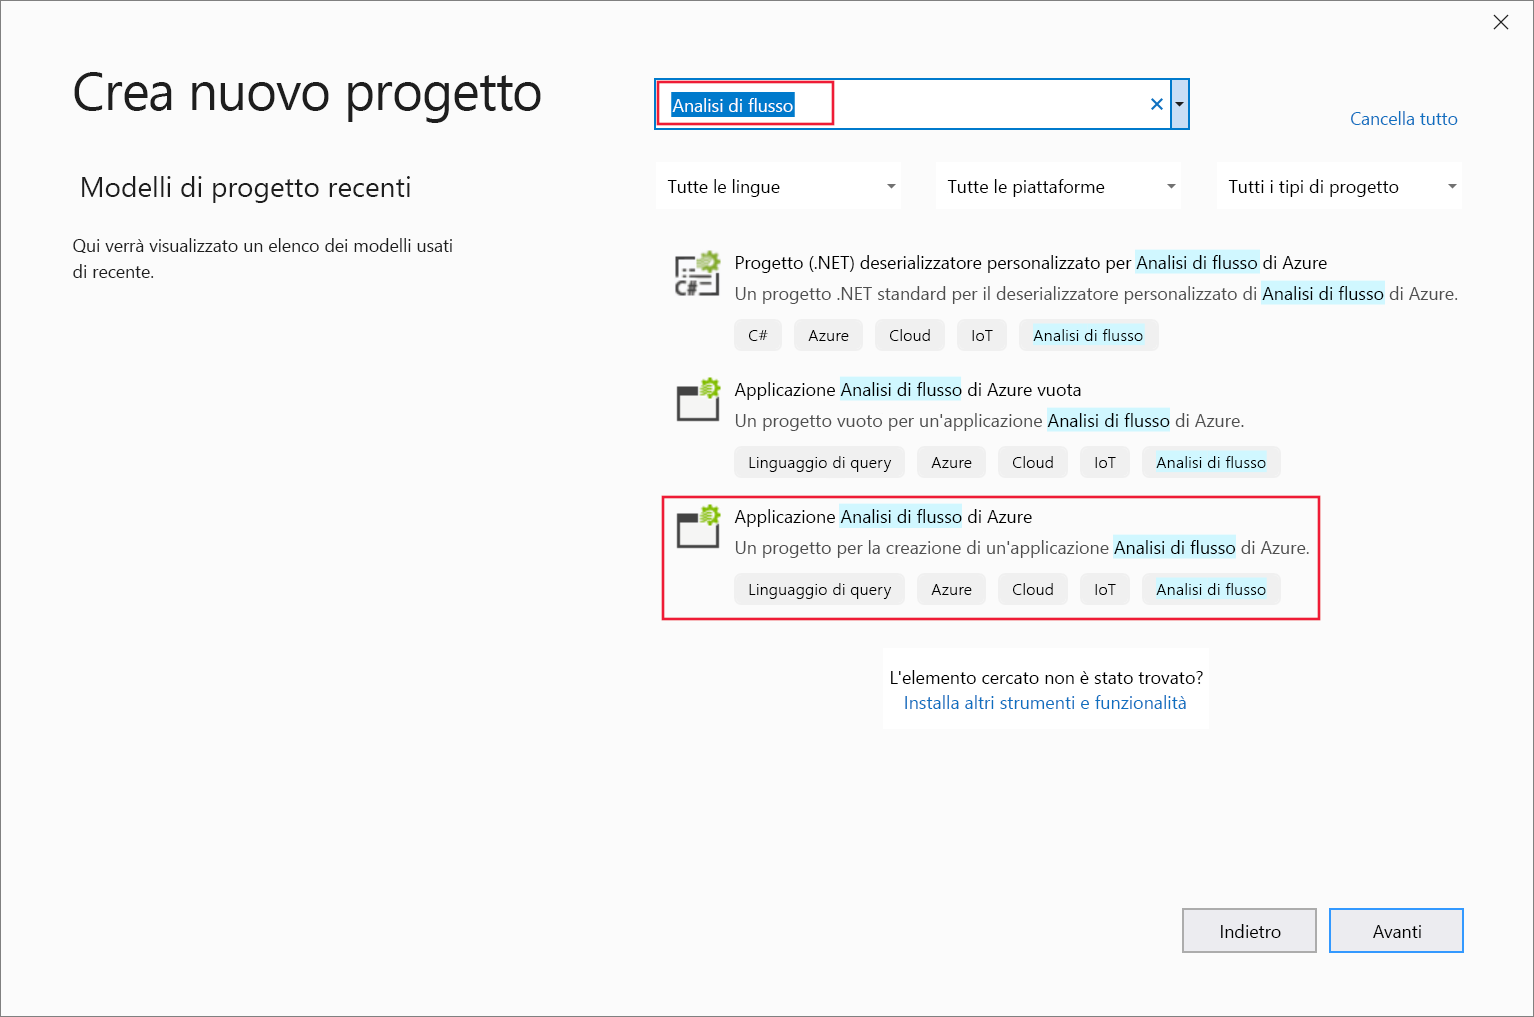 Crea nuovo progetto
Analisi di flusso
Cancella tutto
Modelli di progetto recenti
Qui verrà visualizzato un elenco dei modelli usati
di recente.
Tutte le lingue
Tutte le piattaforme
Tutti i tipi di progetto
C#
Progetto (.NET) deserializzatore personalizzato per Analisi di flusso di Azure
Un progetto .NET standard per il deserializzatore personalizzato di Analisi di flusso di Azure.
C# Azure Cloud IoT Analisi di flusso
Applicazione Analisi di flusso di Azure vuota
Un progetto vuoto per un'applicazione Analisi di flusso di Azure.
Linguaggio di query Azure Cloud IoT Analisi di flusso
Applicazione Analisi di flusso di Azure
Un progetto per la creazione di un'applicazione Analisi di flusso di Azure.
Linguaggio di query Azure Cloud IoT Analisi di flusso
L'elemento cercato non è stato trovato?
Installa altri strumenti e funzionalità
Indietro
Avanti